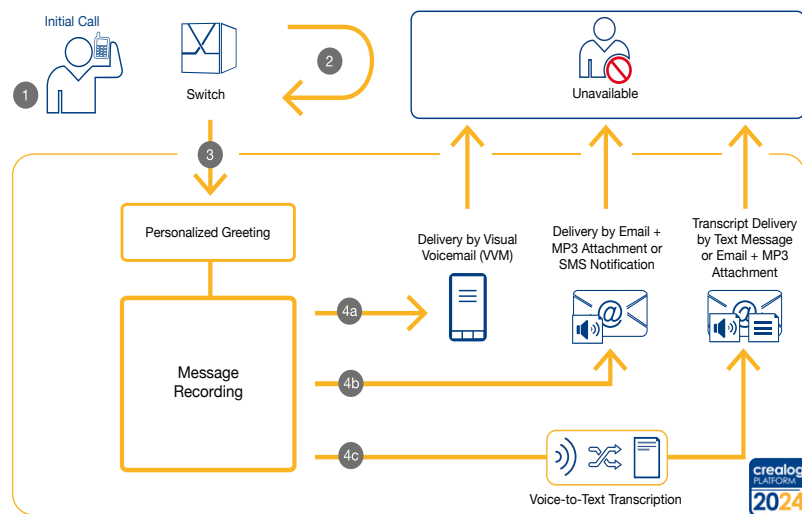 Initial Call
1
Switch
2
Unavailable
3
Personalized Greeting
Delivery by Visual
Voicemail (VVM)
Delivery by Email +
MP3 Attachment or
SMS Notification
Transcript Delivery
by Text Message
or Email + MP3
Attachment
@
@
4a
Message
Recording
4b
4c
Voice-to-Text Transcription
crealog
PLATFORM
2024